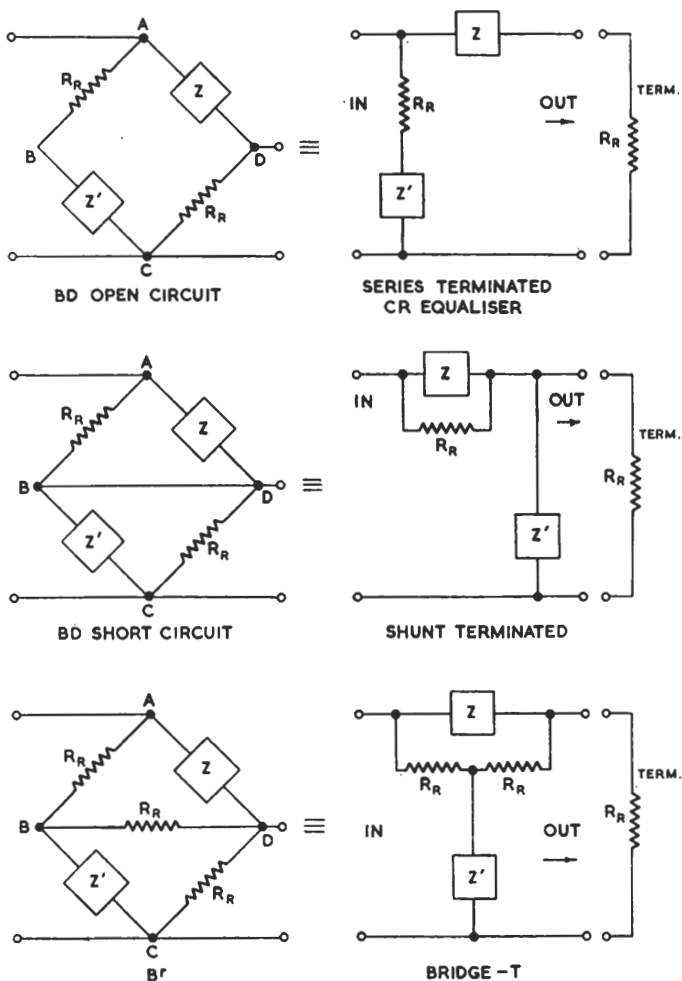 A
R_R
Z
B
D
≡
Z'
R_R
C
BD OPEN CIRCUIT
Z
TERM.
R_R
IN
OUT
R_R
Z'
SERIES TERMINATED
CR EQUALISER
A
R_R
Z
B
D
≡
Z'
R_R
C
BD SHORT CIRCUIT
Z
IN
OUT
TERM.
R_R
R_R
Z'
SHUNT TERMINATED
A
R_R
Z
R_R
B
D
≡
Z'
R_R
C
Br
Z
R_R
R_R
TERM.
R_R
IN
OUT
Z'
BRIDGE-T